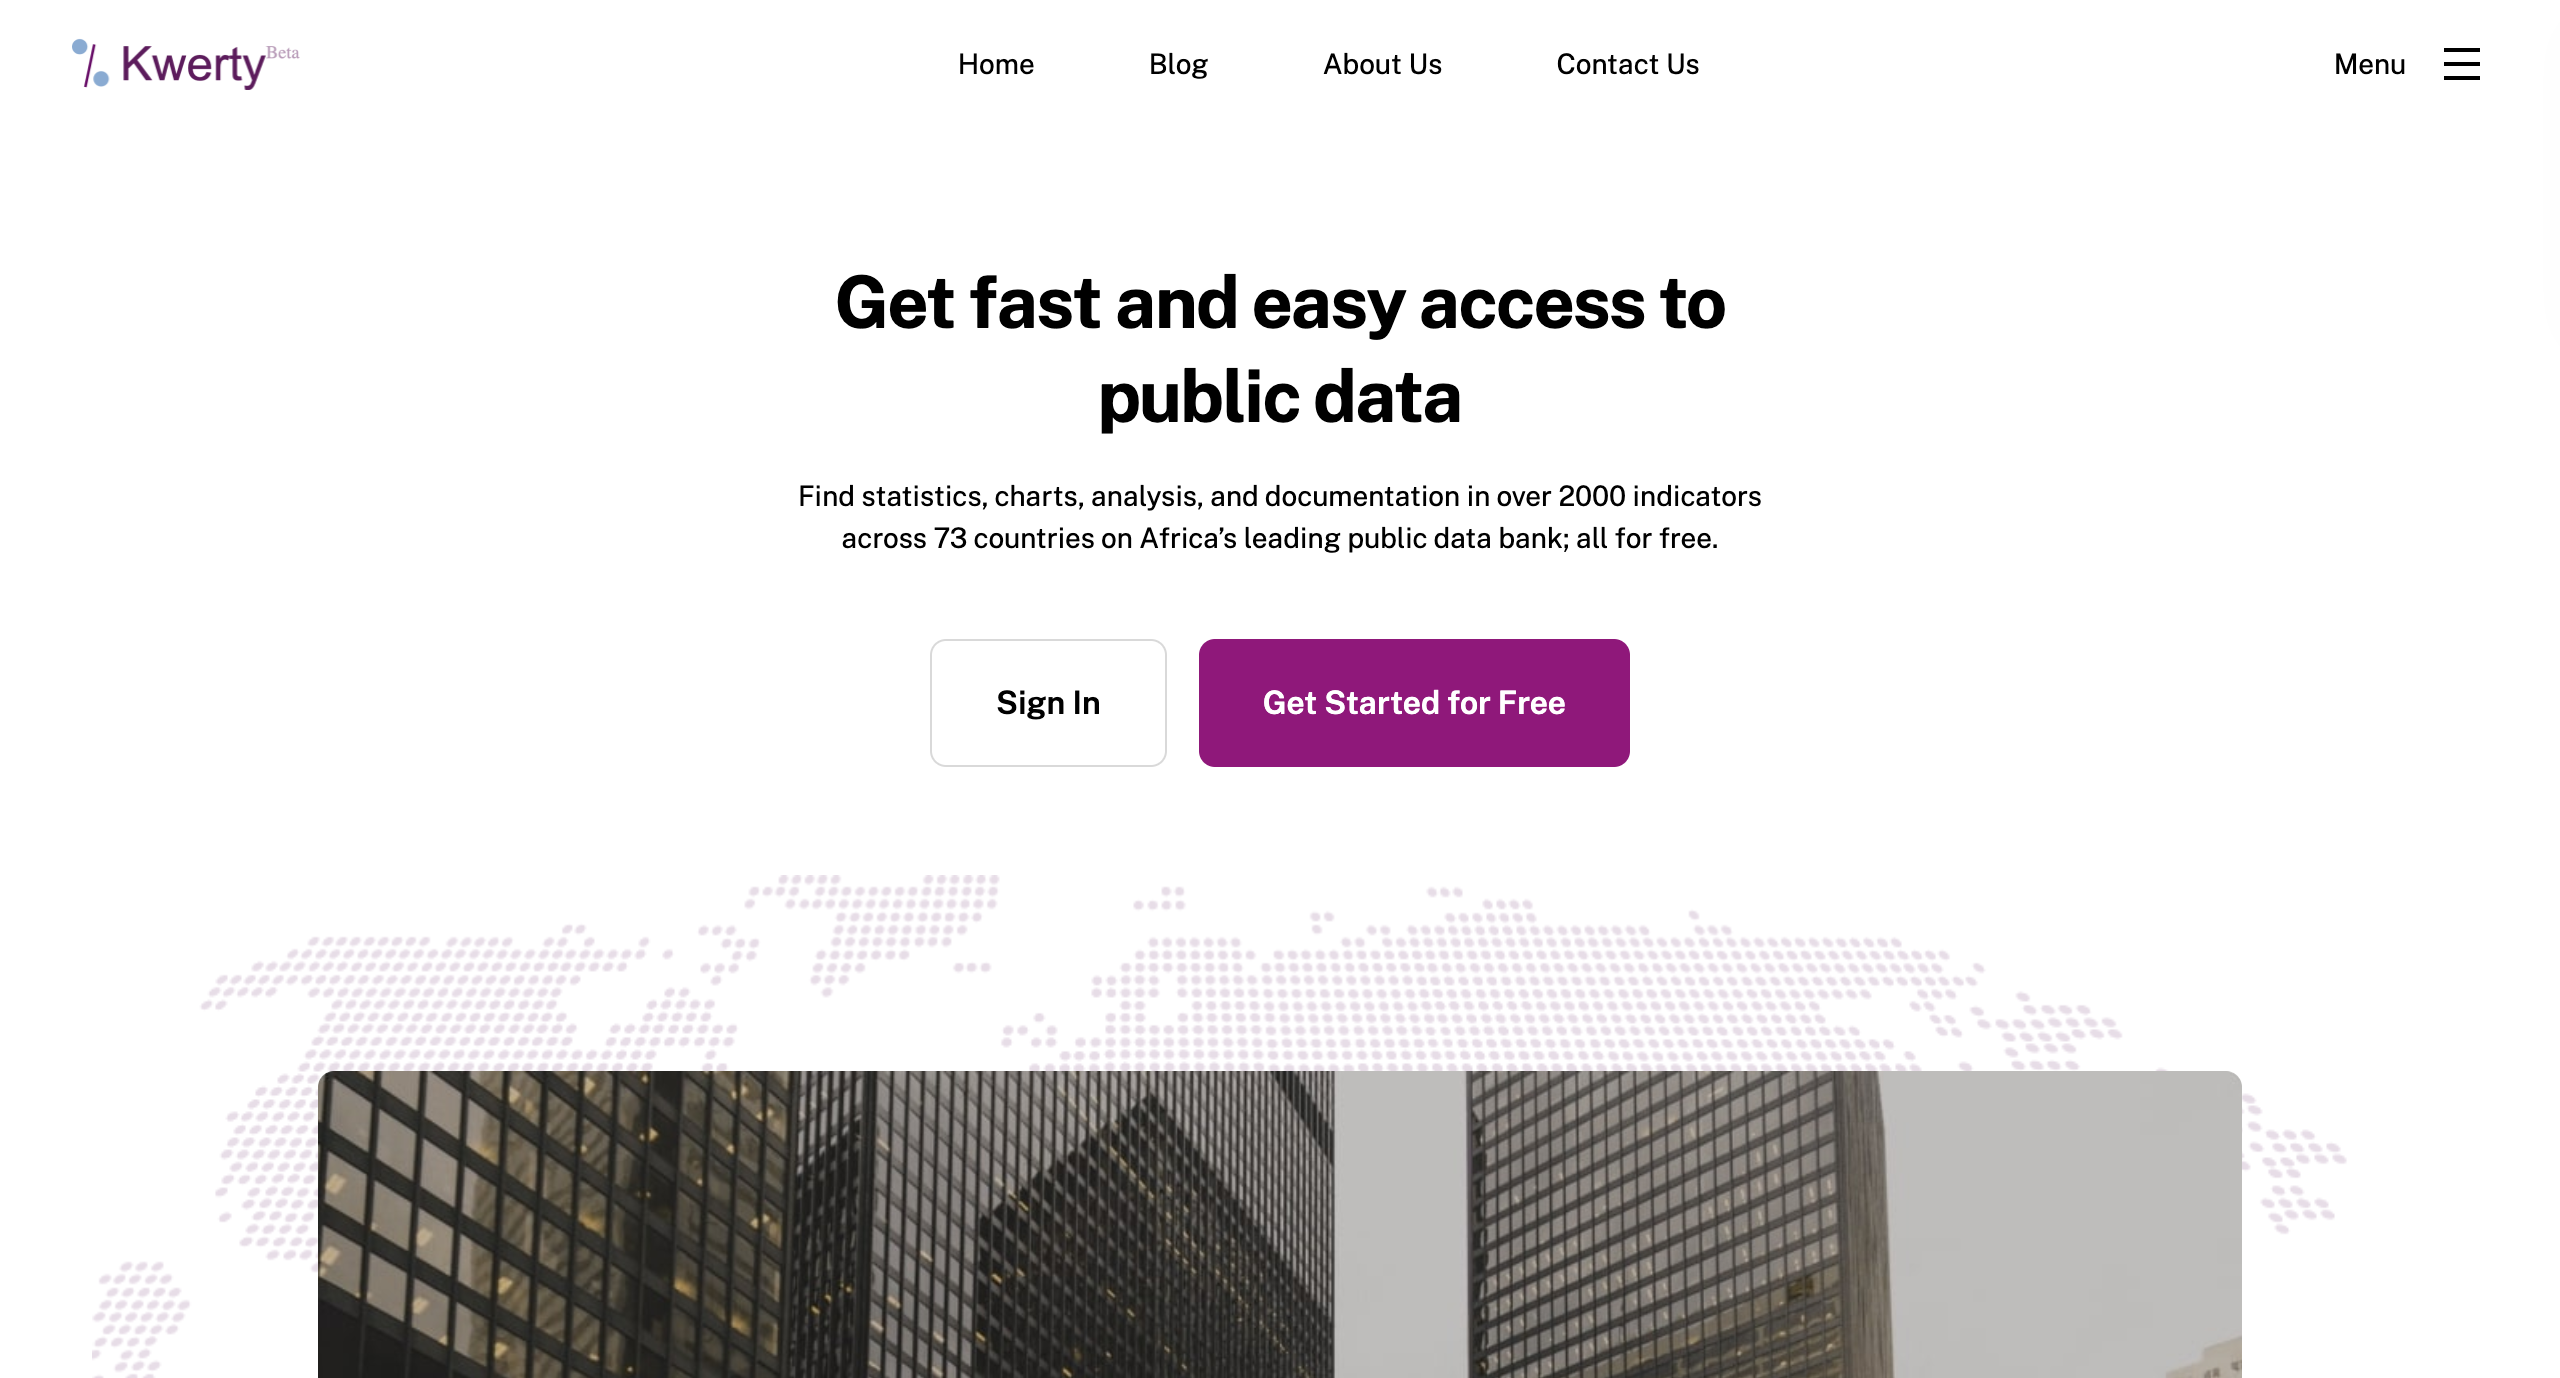 Kwerty Beta
Home
Blog
About Us
Contact Us
Menu
Get fast and easy access to
public data
Find statistics, charts, analysis, and documentation in over 2000 indicators
across 73 countries on Africa’s leading public data bank; all for free.
Sign In
Get Started for Free